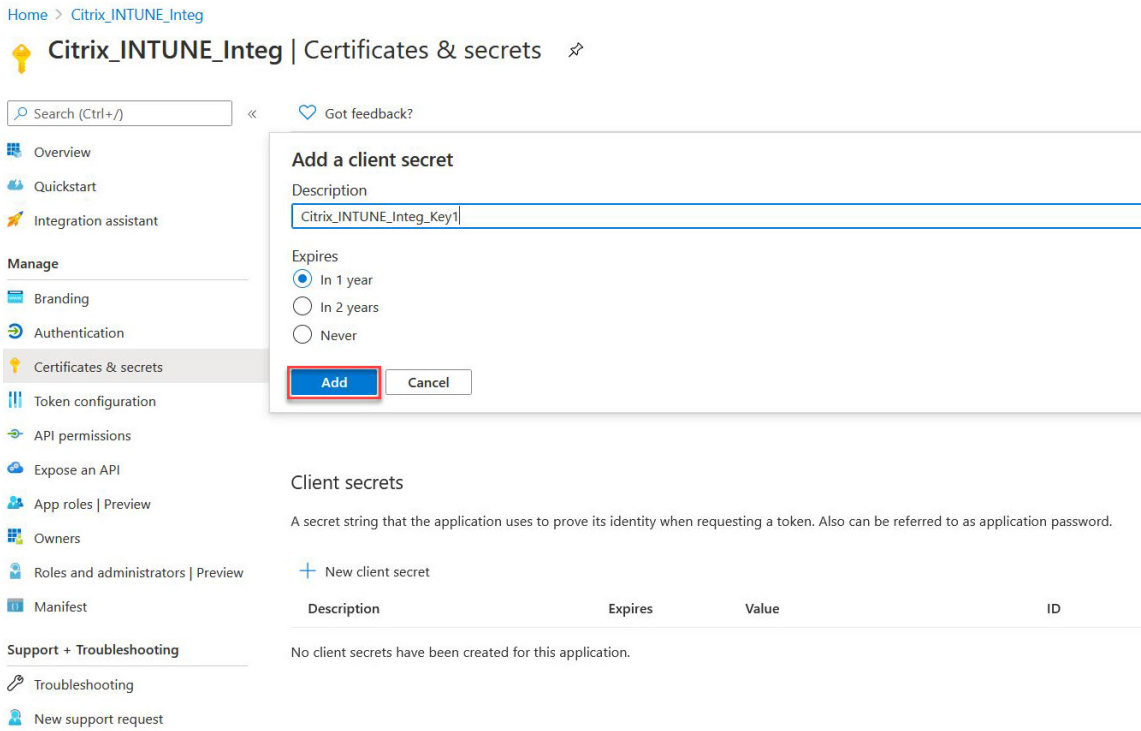 Home > Citrix_INTUNE_Integ
Citrix_INTUNE_Integ | Certificates & secrets
Search (Ctrl+/)
«
Got feedback?
Overview
Quickstart
Integration assistant
Manage
Branding
Authentication
Certificates & secrets
Token configuration
API permissions
Expose an API
App roles | Preview
Owners
Roles and administrators | Preview
Manifest
Support + Troubleshooting
Troubleshooting
New support request
Add a client secret
Description
Citrix_INTUNE_Integ_Key1
Expires
In 1 year
In 2 years
Never
Add Cancel
Client secrets
A secret string that the application uses to prove its identity when requesting a token. Also can be referred to as application password.
+ New client secret
Description Expires Value ID
No client secrets have been created for this application.